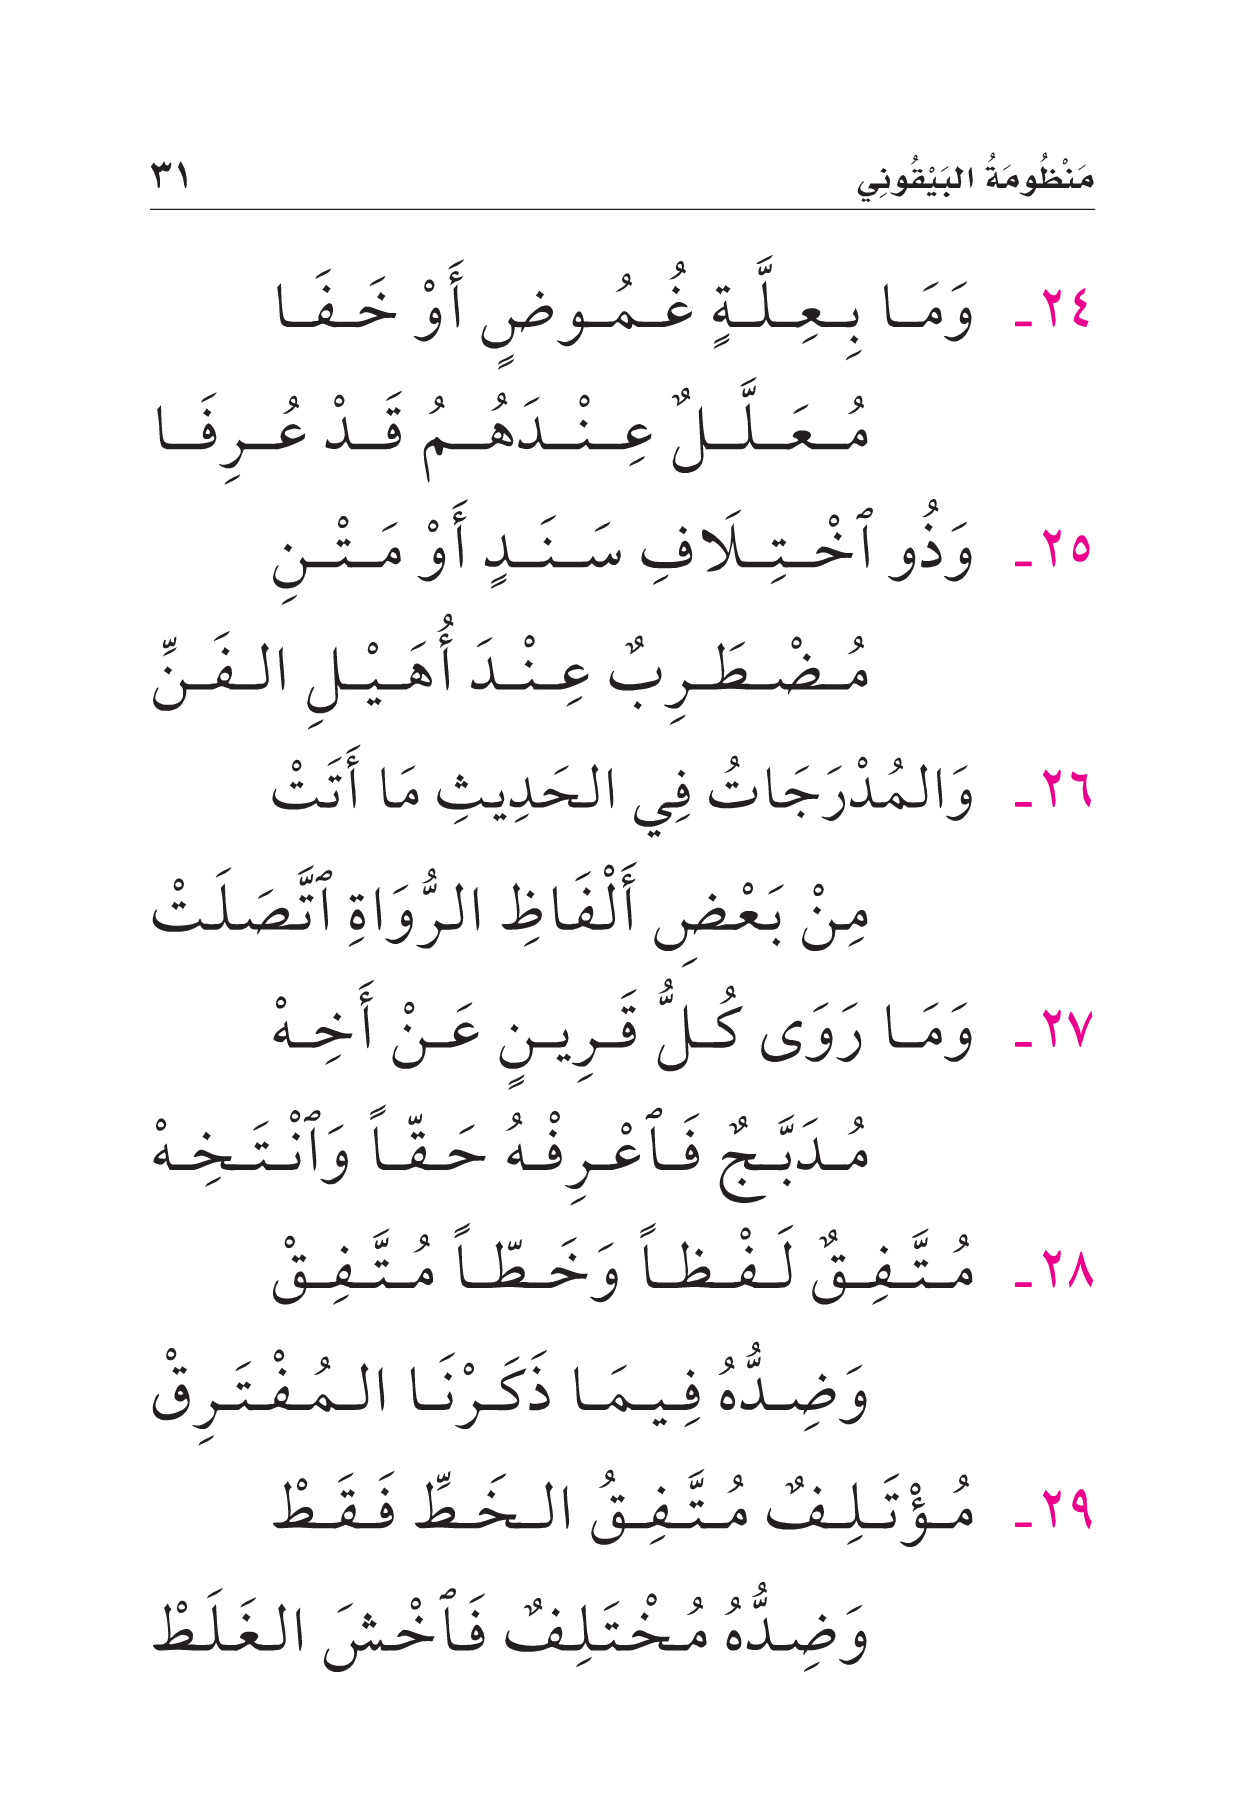 مَنْظُومَةُ البَيْقُونِي ٣١
٢٤ـ وَمَا بِعِلَّةٍ غُمُوضٍ أَوْ خَفَا
مُعَلَّلٌ عِنْدَهُمُ قَدْ عُرِفَا
٢٥ـ وَذُو ٱخْتِلَافِ سَنَدٍ أَوْ مَتْنِ
مُضْطَرِبٌ عِنْدَ أُهَيْلِ الفَنِّ
٢٦ـ وَالمُدْرَجَاتُ فِي الحَدِيثِ مَا أَتَتْ
مِنْ بَعْضِ أَلْفَاظِ الرُّوَاةِ ٱتَّصَلَتْ
٢٧ـ وَمَا رَوَى كُلُّ قَرِينٍ عَنْ أَخِهْ
مُدَبَّجٌ فَٱعْرِفْهُ حَقّاً وَٱنْتَخِهْ
٢٨ـ مُتَّفِقٌ لَفْظاً وَخَطّاً مُتَّفِقْ
وَضِدُّهُ فِيمَا ذَكَرْنَا المُفْتَرِقْ
٢٩ـ مُؤْتَلِفٌ مُتَّفِقُ الخَطِّ فَقَطْ
وَضِدُّهُ مُخْتَلِفٌ فَٱخْشَ الغَلَطْ